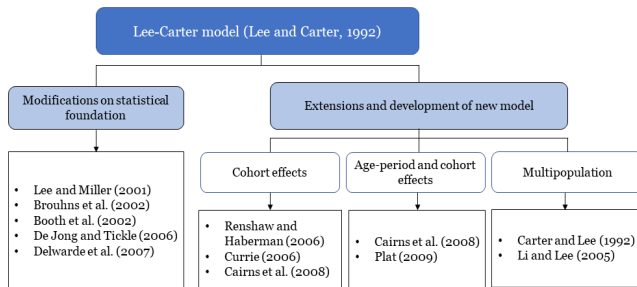 Lee-Carter model (Lee and Carter, 1992)
Modifications on statistical
foundation
Extensions and development of new model
Cohort effects
Age-period and cohort
effects
Multipopulation
• Lee and Miller (2001)
• Brouhns et al. (2002)
• Booth et al. (2002)
• De Jong and Tickle (2006)
• Delwarde et al. (2007)
• Renshaw and
Haberman (2006)
• Currie (2006)
• Cairns et al. (2008)
• Cairns et al. (2008)
• Plat (2009)
• Carter and Lee (1992)
• Li and Lee (2005)